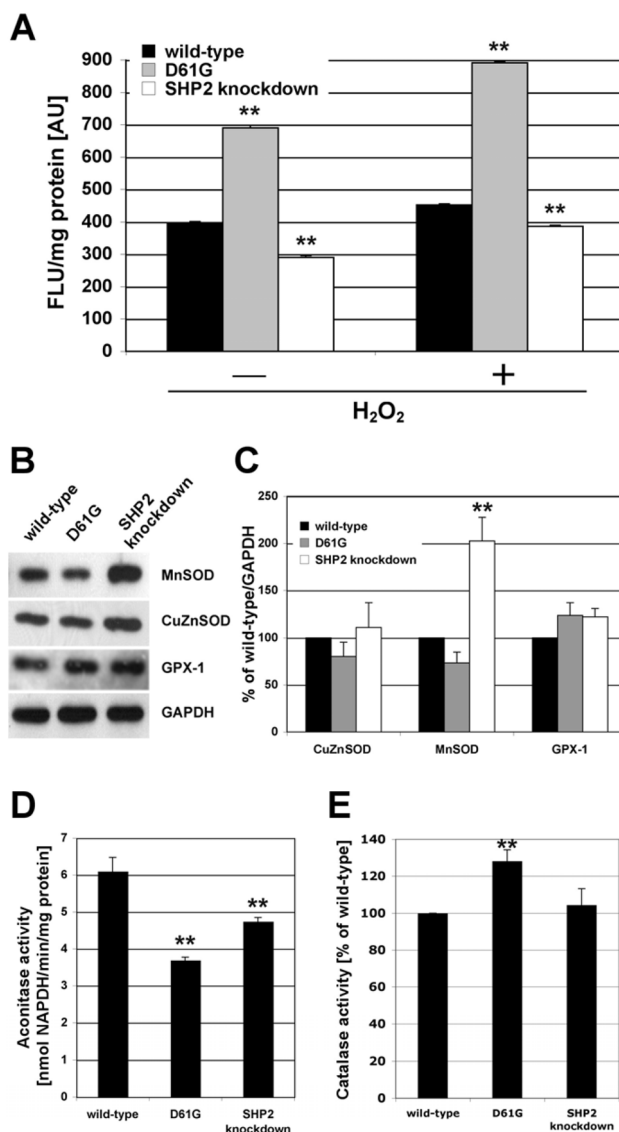 A
wild-type
D61G
SHP2 knockdown
FLU/mg protein [AU]
900
800
700
600
500
400
300
200
100
0
**
**
**
**
—
+
H₂O₂
B
wild-type
D61G
SHP2
knockdown
MnSOD
CuZnSOD
GPX-1
GAPDH
C
% of wild-type/GAPDH
250
200
150
100
50
0
wild-type
D61G
SHP2 knockdown
**
CuZnSOD
MnSOD
GPX-1
D
Aconitase activity
[nmol NAPDH/min/mg protein]
7
6
5
4
3
2
1
0
**
**
wild-type
D61G
SHP2
knockdown
E
Catalase activity [% of wild-type]
140
120
100
80
60
40
20
0
**
wild-type
D61G
SHP2
knockdown